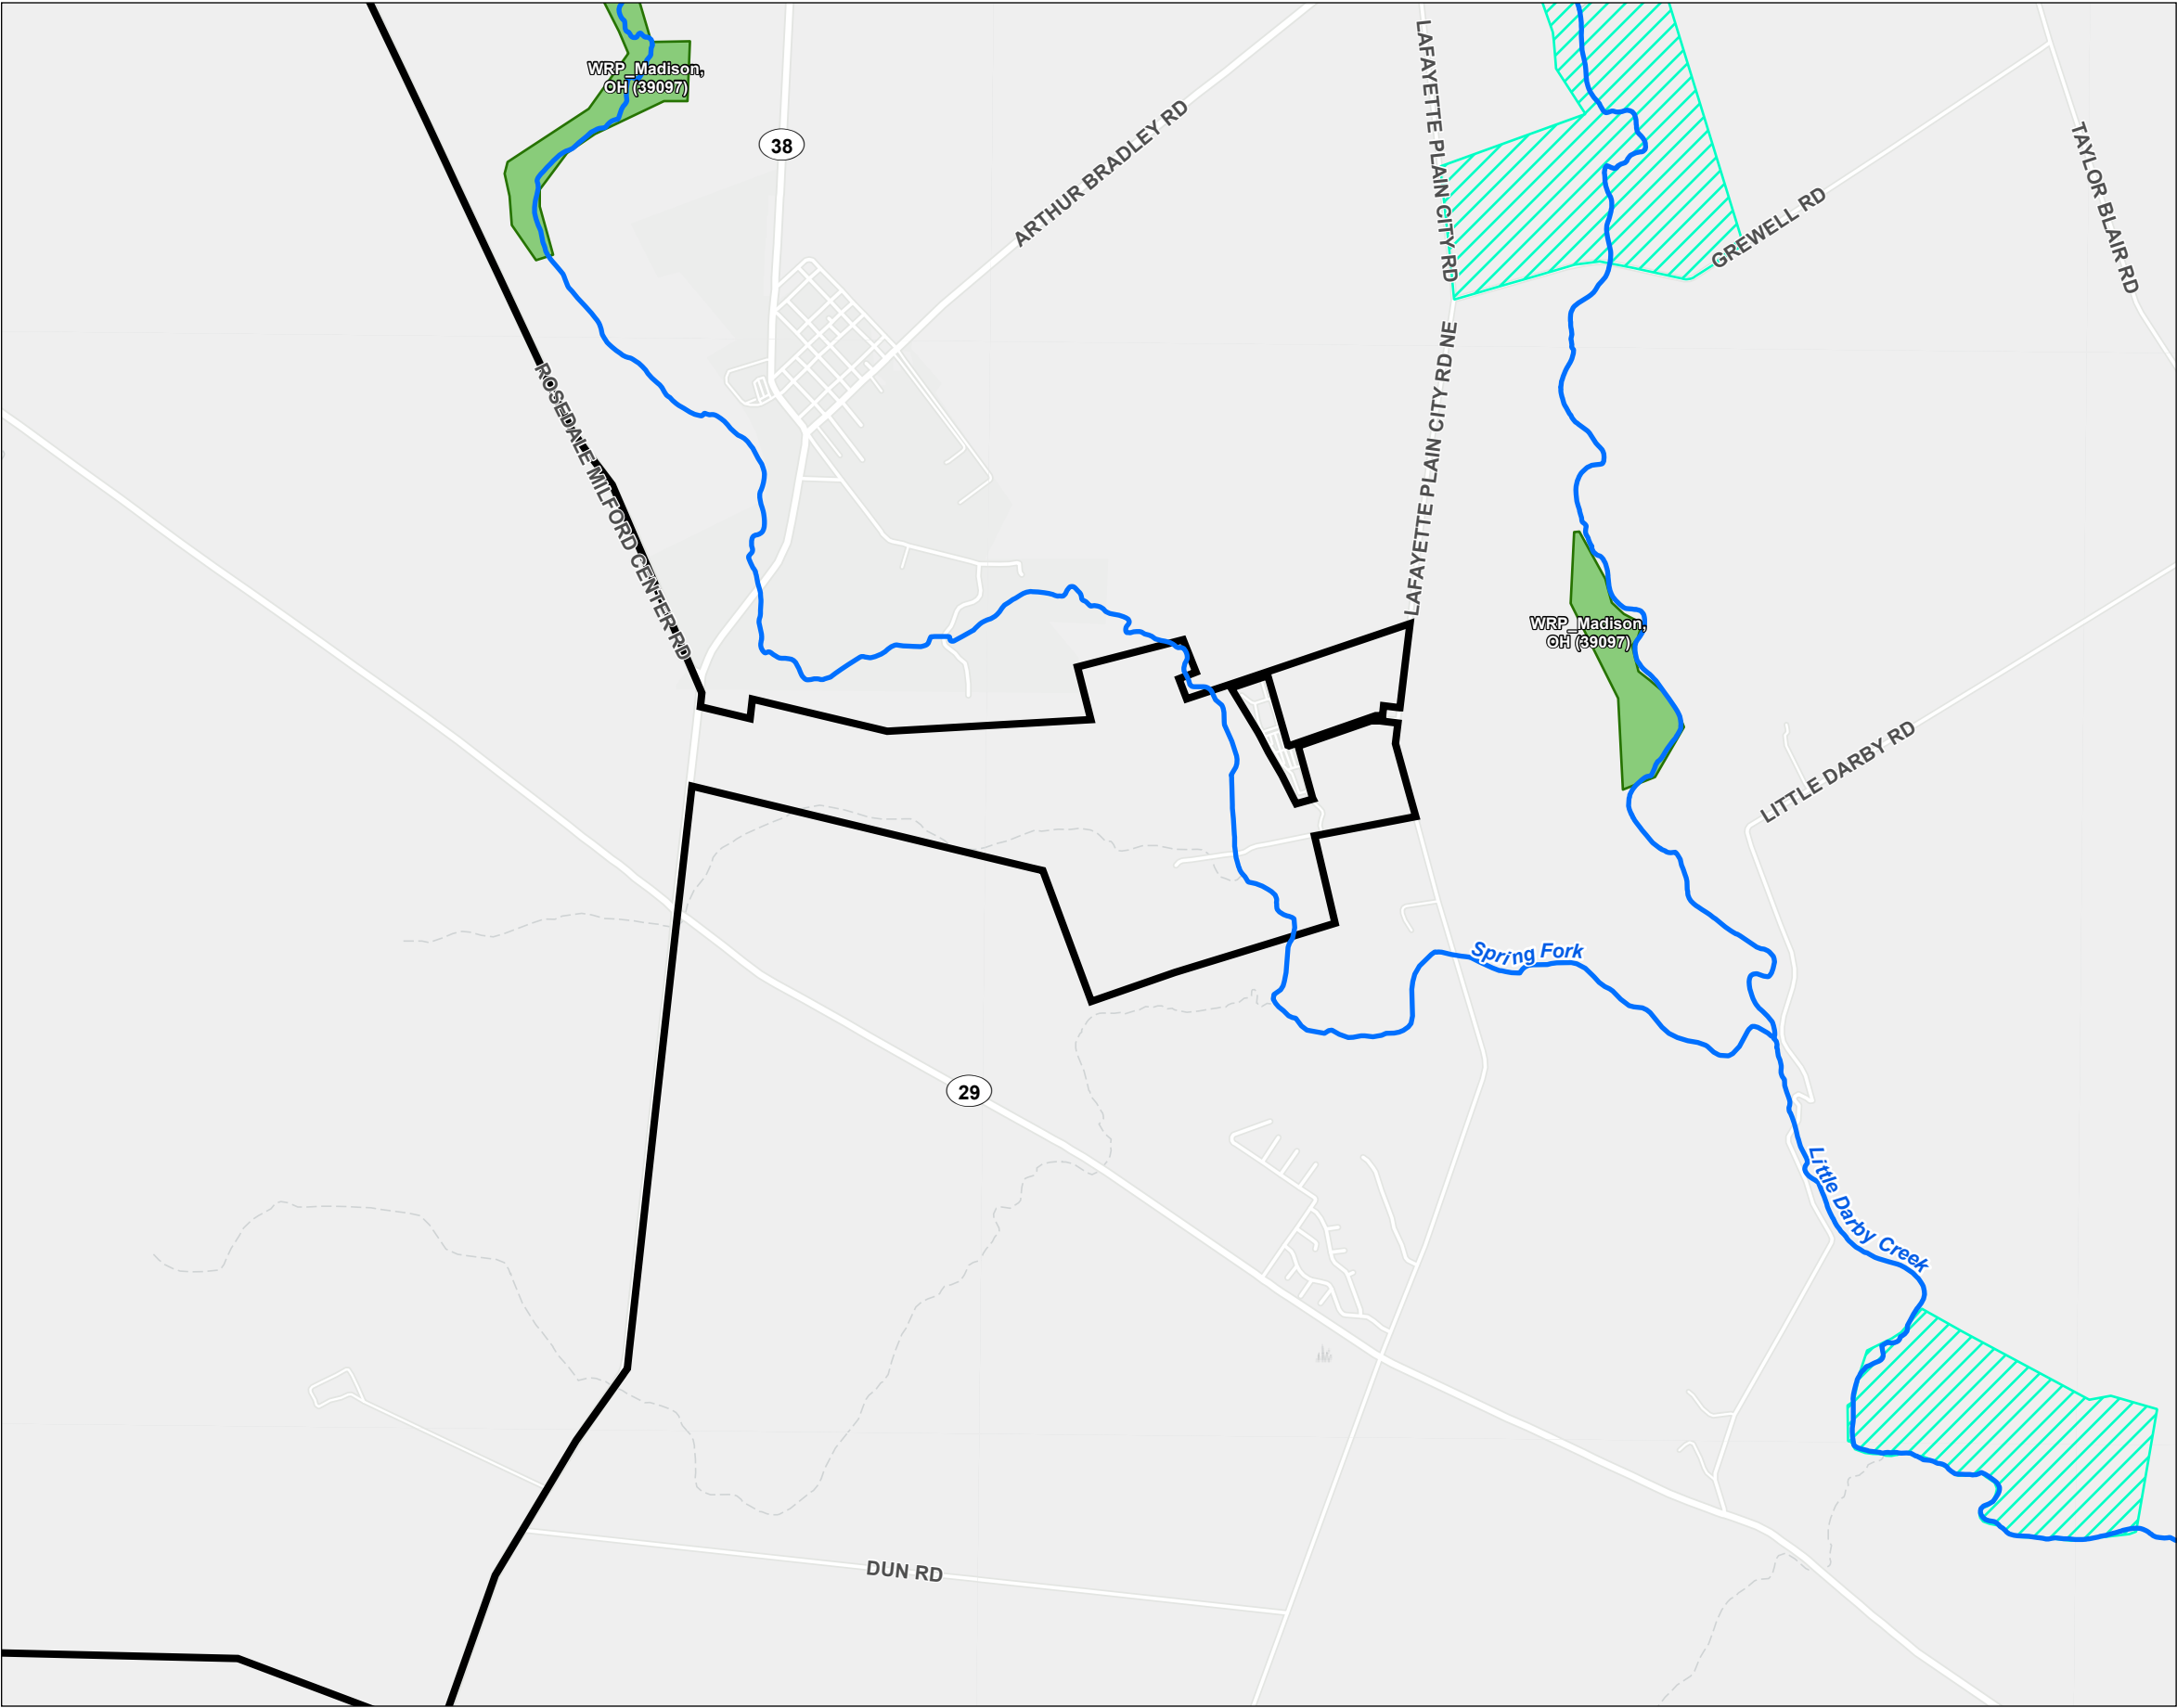 WRP_Madison,
OH (39097)
38
ARTHUR BRADLEY RD
LAFAYETTE PLAIN CITY RD
GREWELL RD
TAYLOR BLAIR RD
ROSEDALE MILFORD CENTER RD
LAFAYETTE PLAIN CITY RD NE
WRP_Madison,
OH (39097)
LITTLE DARBY RD
Spring Fork
29
Little Darby Creek
DUN RD